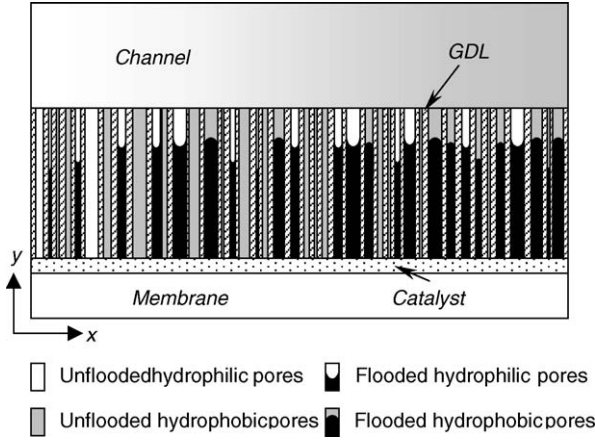 Channel
GDL
y
Membrane
Catalyst
x
Unfloodedhydrophilic pores
Flooded hydrophilic pores
Unflooded hydrophobicpores
Flooded hydrophobicpores